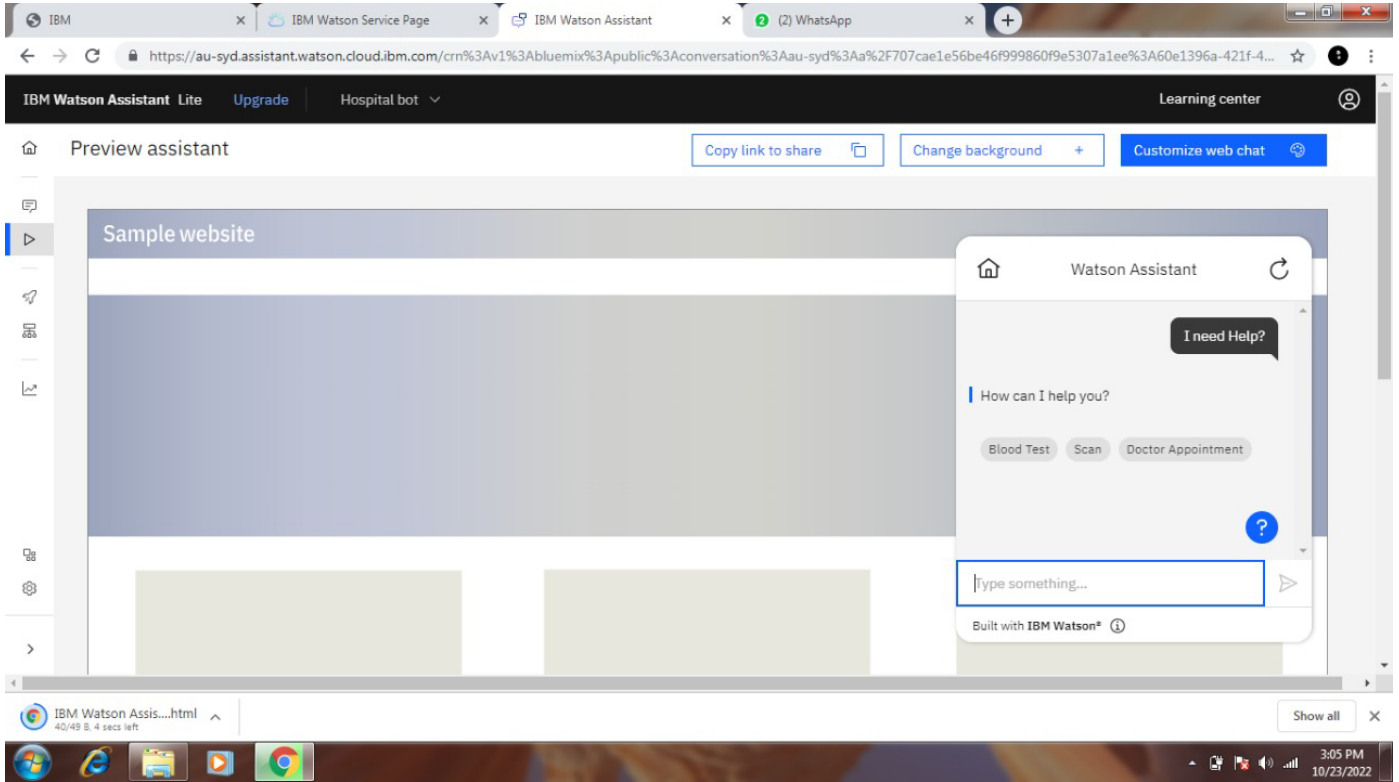 IBM
IBM Watson Service Page
IBM Watson Assistant
2 (2) WhatsApp
https://au-syd.assistant.watson.cloud.ibm.com/crn%3Av1%3Abluemix%3Apublic%3Aconversation%3Aau-syd%3Aa%2F707cae1e56be46f999860f9e5307a1ee%3A60e1396a-421f-4...
IBM Watson Assistant Lite Upgrade Hospital bot Learning center
Preview assistant
Copy link to share
Change background +
Customize web chat
Sample website
Watson Assistant
I need Help?
How can I help you?
Blood Test Scan Doctor Appointment
?
Type something...
Built with IBM Watson®
IBM Watson Assis....html
40/49 B, 4 secs left
Show all
3:05 PM
10/23/2022